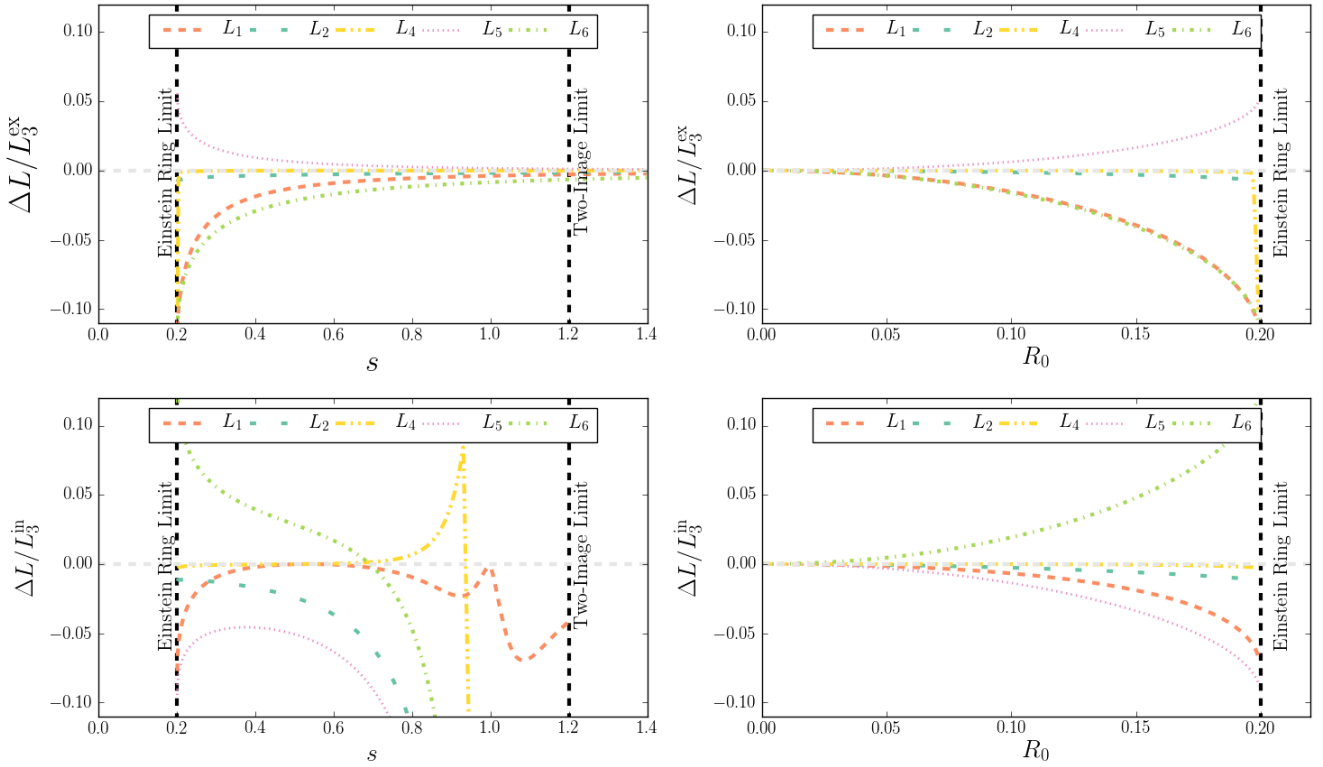 L₁ L₂ L₄ L₅ L₆
ΔL/L₃ᵉˣ
0.10
0.05
0.00
−0.05
−0.10
Einstein Ring Limit
Two-Image Limit
0.0 0.2 0.4 0.6 0.8 1.0 1.2 1.4
s
L₁ L₂ L₄ L₅ L₆
ΔL/L₃ᵉˣ
0.10
0.05
0.00
−0.05
−0.10
Einstein Ring Limit
0.00 0.05 0.10 0.15 0.20
R₀
L₁ L₂ L₄ L₅ L₆
ΔL/L₃ⁱⁿ
0.10
0.05
0.00
−0.05
−0.10
Einstein Ring Limit
Two-Image Limit
0.0 0.2 0.4 0.6 0.8 1.0 1.2 1.4
s
L₁ L₂ L₄ L₅ L₆
ΔL/L₃ⁱⁿ
0.10
0.05
0.00
−0.05
−0.10
Einstein Ring Limit
0.00 0.05 0.10 0.15 0.20
R₀